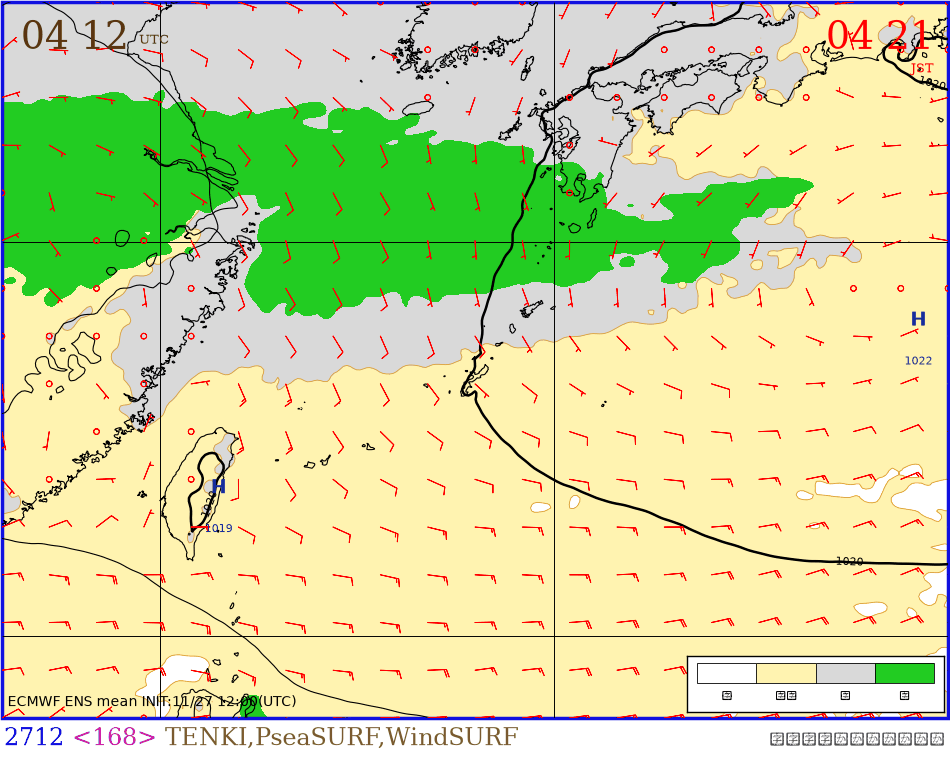 04 12 UTC
04 21
JST
1020
H
1022
H
1020
1019
1020
ECMWF ENS mean INIT:11/27 12:00(UTC)
2712 <168> TENKI,PseaSURF,WindSURF